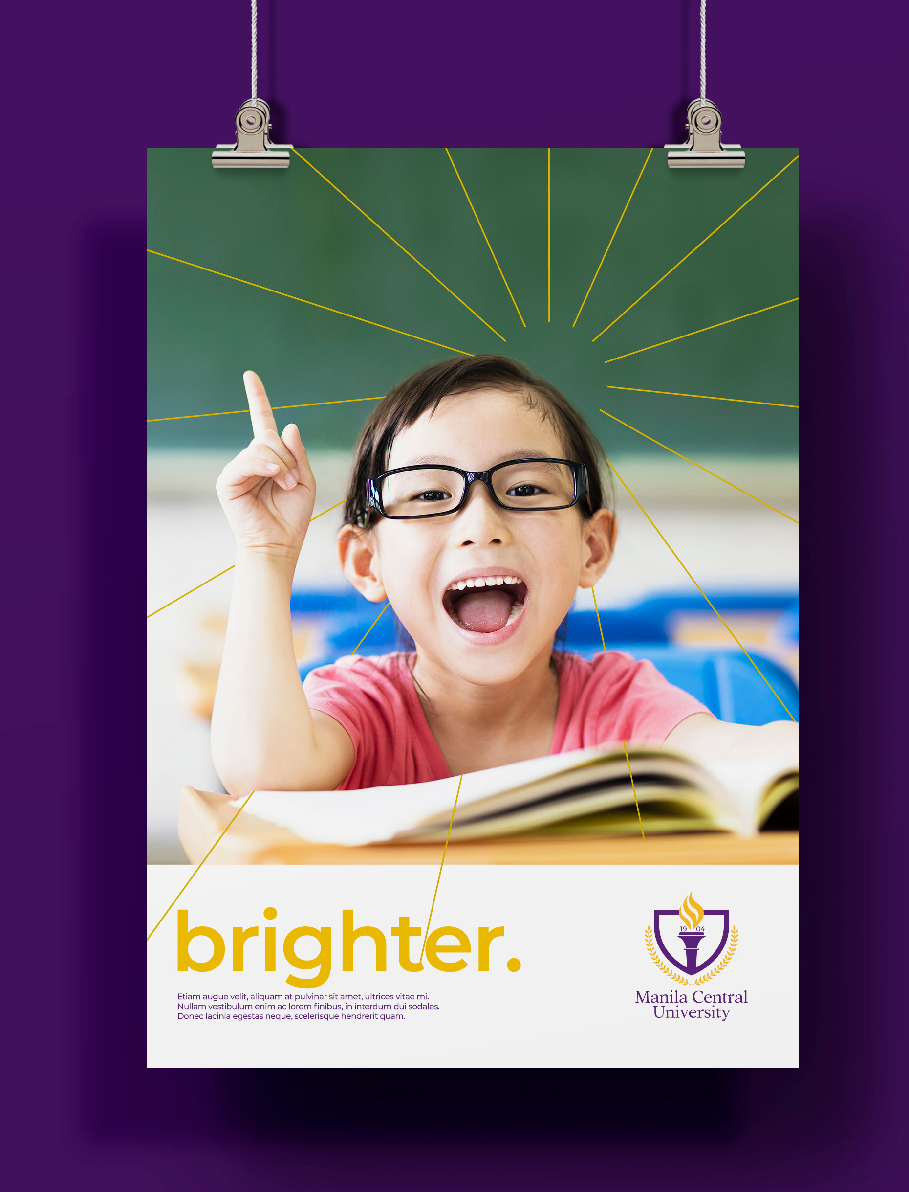 brighter.
Etiam augue velit, aliquam at pulvinar sit amet, ultrices vitae mi.
Nullam vestibulum enim ac lorem finibus, in interdum dui sodales.
Donec lacinia egestas neque, scelerisque hendrerit quam.
19 04
Manila Central
University